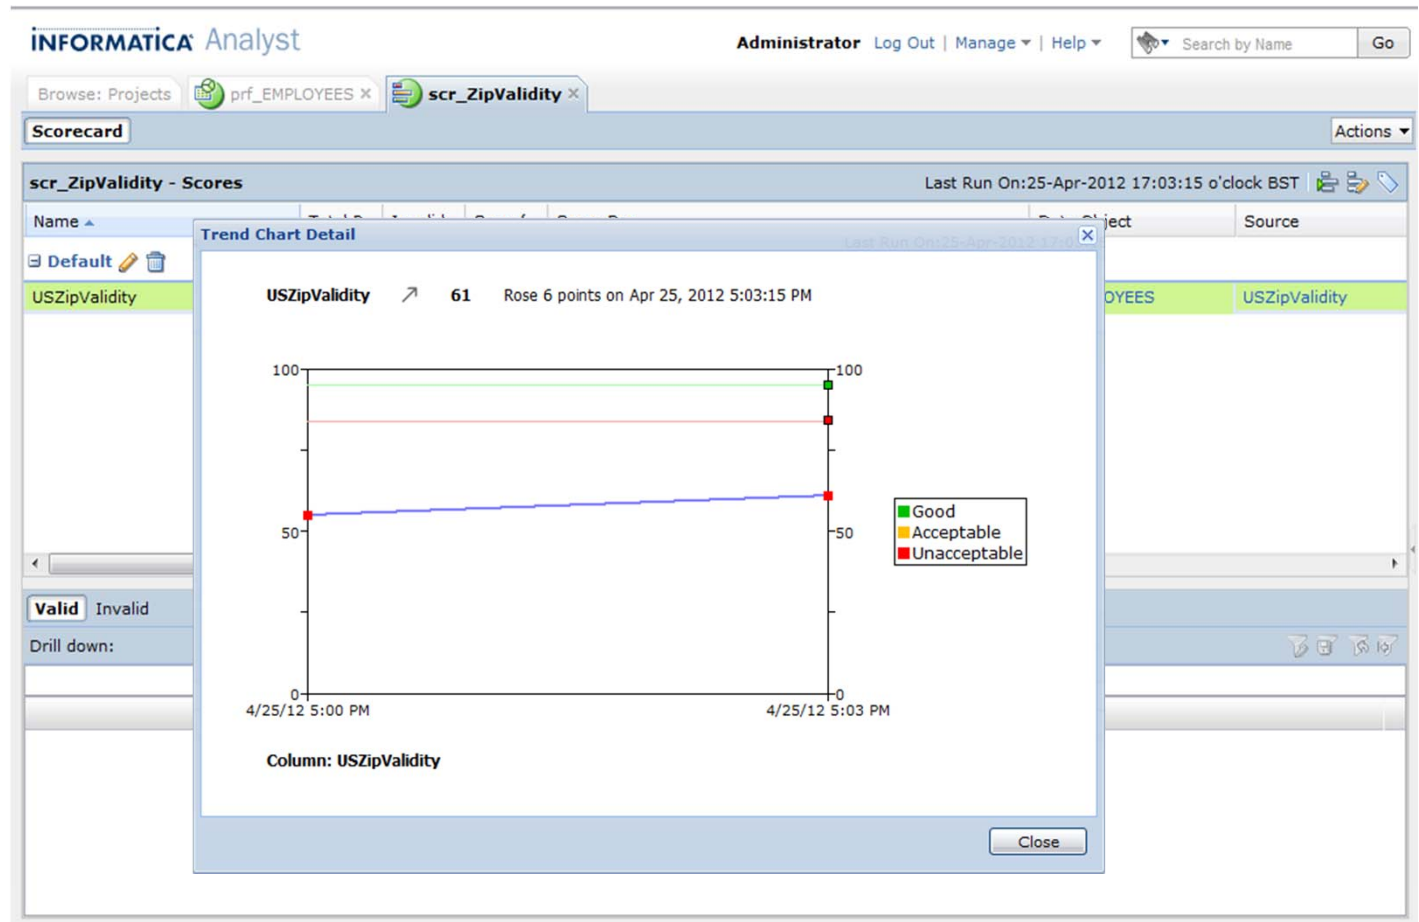 INFORMATICA Analyst
Administrator Log Out | Manage | Help Search by Name Go
Browse: Projects prf_EMPLOYEES × scr_ZipValidity ×
Scorecard Actions
scr_ZipValidity - Scores Last Run On:25-Apr-2012 17:03:15 o'clock BST
Name Source
Trend Chart Detail
Default
USZipValidity USZipValidity
USZipValidity 61 Rose 6 points on Apr 25, 2012 5:03:15 PM
100 100
Good
50 50 Acceptable
Unacceptable
Valid Invalid
Drill down:
0 0
4/25/12 5:00 PM 4/25/12 5:03 PM
Column: USZipValidity
Close